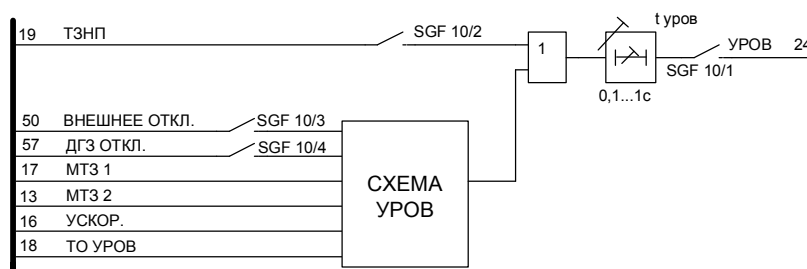 t уров
19 ТЗНП SGF 10/2 1 УРОВ 24
SGF 10/1
0,1...1с
50 ВНЕШНЕЕ ОТКЛ. SGF 10/3
57 ДГЗ ОТКЛ. SGF 10/4
17 МТЗ 1
13 МТЗ 2
16 УСКОР.
18 ТО УРОВ
СХЕМА
УРОВ